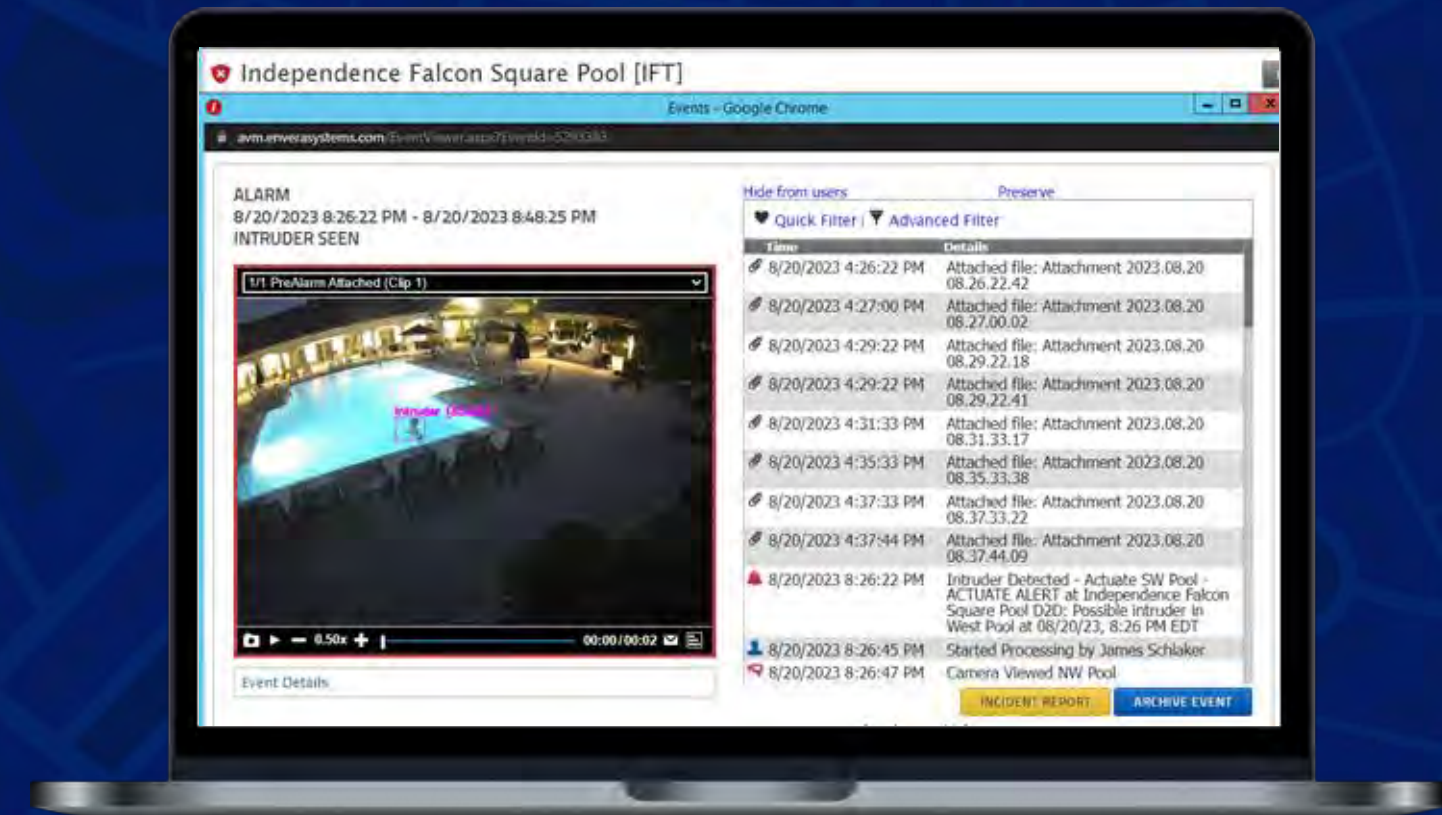 Independence Falcon Square Pool [IFT]
Events - Google Chrome
avm.enverasystems.com
ALARM
8/20/2023 8:26:22 PM - 8/20/2023 8:48:25 PM
INTRUDER SEEN
1/1 PreAlarm Attached (Clip 1)
Intruder
0.50x
00:00/00:02
Event Details
Hide from users
Preserve
Quick Filter | Advanced Filter
Time Details
8/20/2023 4:26:22 PM Attached file: Attachment 2023.08.20
08.26.22.42
8/20/2023 4:27:00 PM Attached file: Attachment 2023.08.20
08.27.00.02
8/20/2023 4:29:22 PM Attached file: Attachment 2023.08.20
08.29.22.18
8/20/2023 4:29:22 PM Attached file: Attachment 2023.08.20
08.29.22.41
8/20/2023 4:31:33 PM Attached file: Attachment 2023.08.20
08.31.33.17
8/20/2023 4:35:33 PM Attached file: Attachment 2023.08.20
08.35.33.38
8/20/2023 4:37:33 PM Attached file: Attachment 2023.08.20
08.37.33.22
8/20/2023 4:37:44 PM Attached file: Attachment 2023.08.20
08.37.44.09
8/20/2023 8:26:22 PM Intruder Detected - Actuate SW Pool -
ACTUATE ALERT at Independence Falcon
Square Pool D2D: Possible intruder in
West Pool at 08/20/23, 8:26 PM EDT
8/20/2023 8:26:45 PM Started Processing by James Schlaker
8/20/2023 8:26:47 PM Camera Viewed NW Pool
INCIDENT REPORT
ARCHIVE EVENT